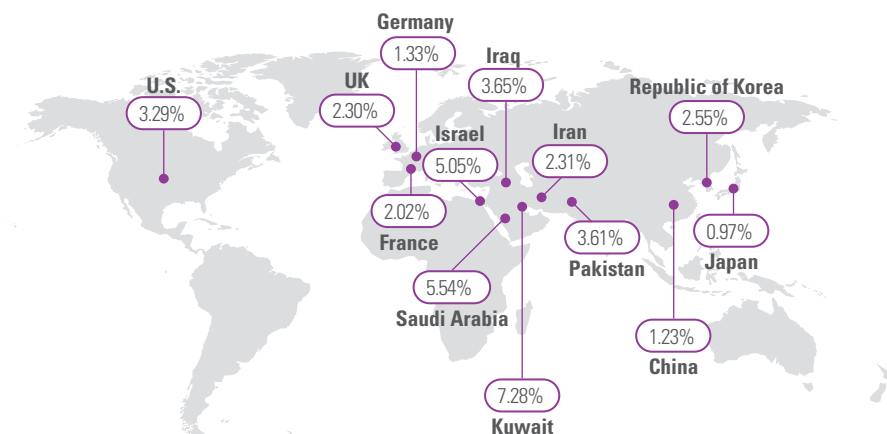 Germany
1.33%
Iraq
3.65%
U.S.
3.29%
UK
2.30%
Republic of Korea
2.55%
Israel
5.05%
Iran
2.31%
2.02%
France
3.61%
Pakistan
0.97%
Japan
5.54%
Saudi Arabia
1.23%
China
7.28%
Kuwait